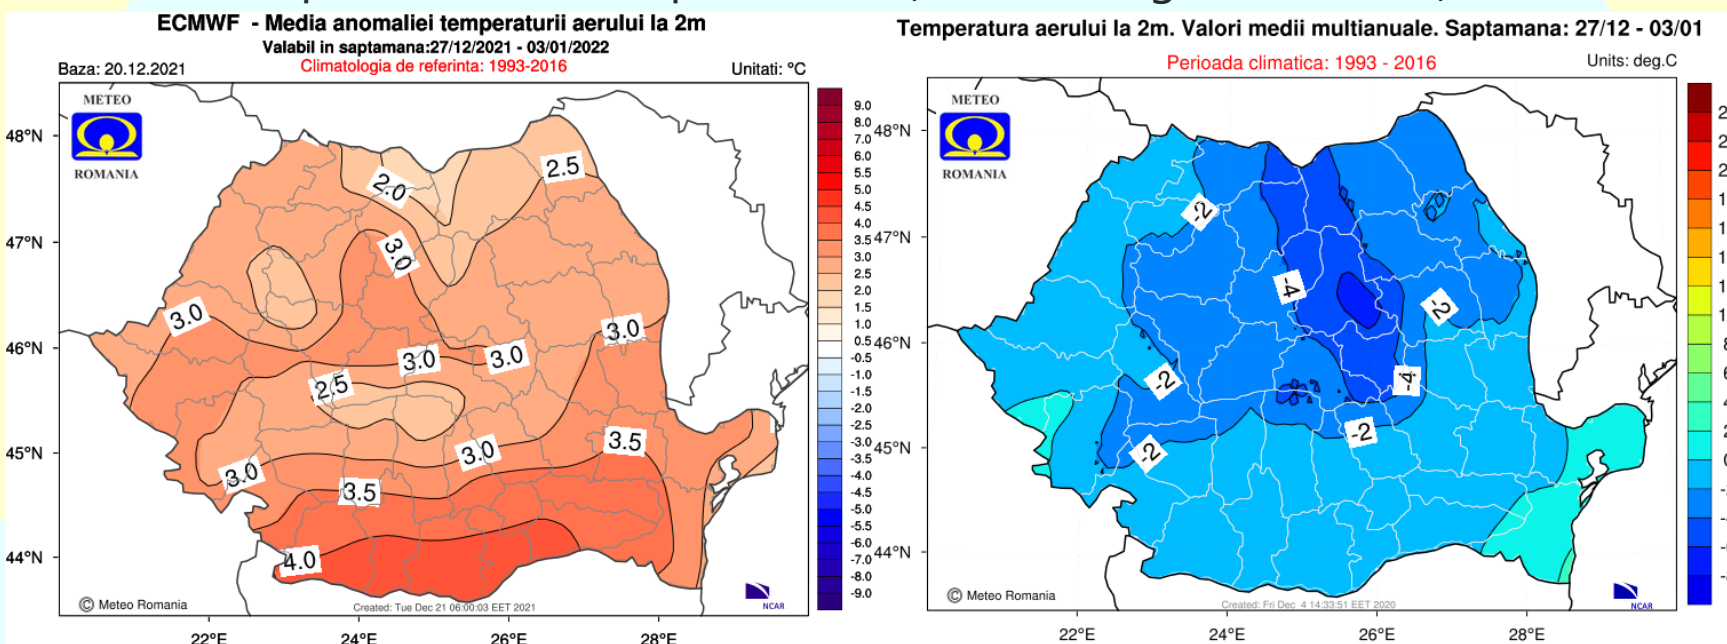 ECMWF - Media anomaliei temperaturii aerului la 2m
Valabil in saptamana:27/12/2021 - 03/01/2022
Baza: 20.12.2021
Climatologia de referinta: 1993-2016
Unitati: °C
METEO
ROMANIA
48°N
47°N
46°N
45°N
44°N
2.0
2.5
3.0
3.0
3.0
3.0
3.0
2.5
3.5
3.0
3.0
3.5
4.0
© Meteo Romania
Created: Tue Dec 21 06:00:03 EET 2021
NCAR
22°E
24°E
26°E
28°E
9.0
8.0
7.0
6.0
5.5
5.0
4.5
4.0
3.5
3.0
2.5
2.0
1.5
1.0
0.5
-0.5
-1.0
-1.5
-2.0
-2.5
-3.0
-3.5
-4.0
-4.5
-5.0
-5.5
-6.0
-7.0
-8.0
-9.0
Temperatura aerului la 2m. Valori medii multianuale. Saptamana: 27/12 - 03/01
Perioada climatica: 1993 - 2016
Units: deg.C
METEO
ROMANIA
48°N
47°N
46°N
45°N
44°N
-2
-4
-2
-2
-4
-2
-2
© Meteo Romania
Created: Fri Dec 4 14:33:51 EET 2020
NCAR
22°E
24°E
26°E
28°E
8
6
4
2
0